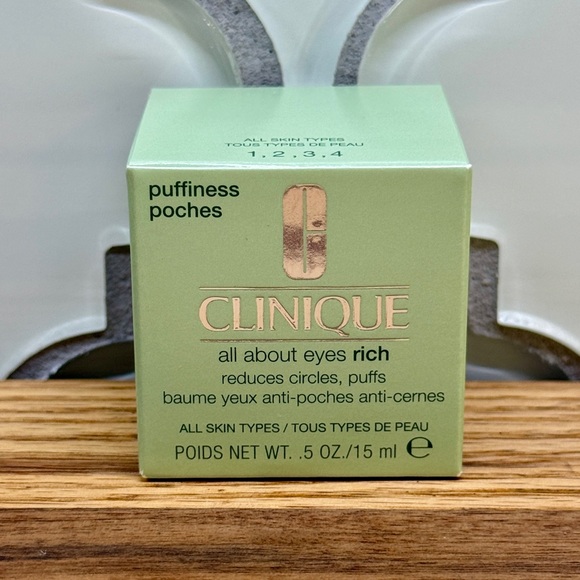 ALL SKIN TYPES
TOUS TYPES DE PEAU
1,2,3,4
puffiness
poches
CLINIQUE
all about eyes rich
reduces circles, puffs
baume yeux anti-poches anti-cernes
ALL SKIN TYPES / TOUS TYPES DE PEAU
POIDS NET WT. .5 OZ./15 ml ℮